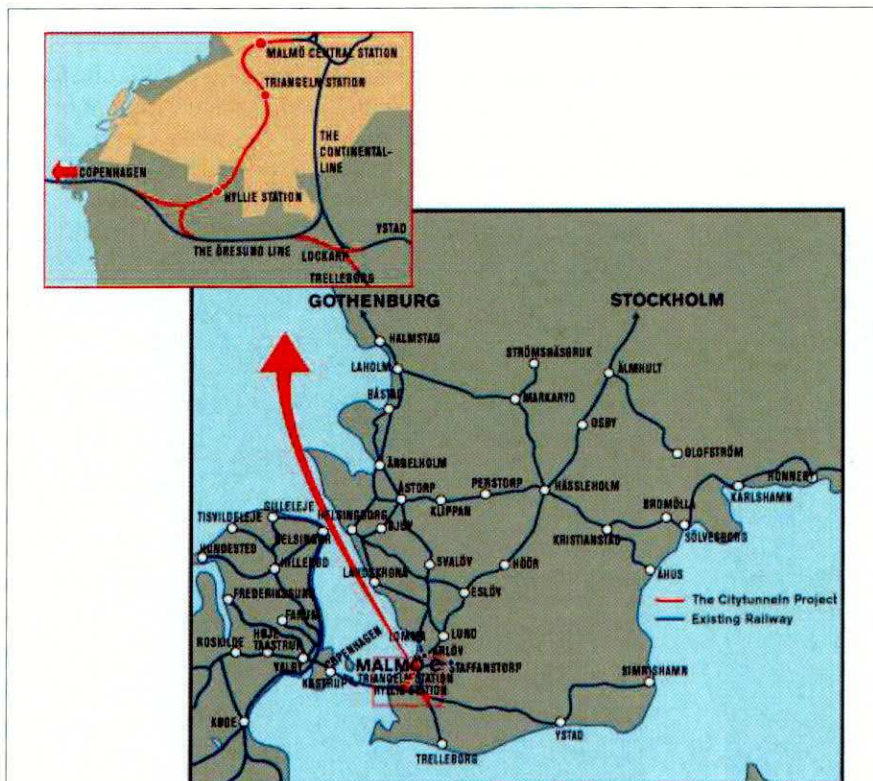 MALMÖ CENTRAL STATION
TRIANGELN STATION
THE
CONTINENTAL-
LINE
COPENHAGEN
HYLLIE STATION
YSTAD
THE ÖRESUND LINE
LOCKARP
TRELLEBORG
GOTHENBURG
STOCKHOLM
HALMSTAD
STRÖMSNÄSBRUK
LAHOLM
ÄLMHULT
BÅSTAD
MARKARYD
OSBY
OLOFSTRÖM
ÄNGELHOLM
PERSTORP
HÄSSLEHOLM
ÅSTORP
KLIPPAN
KARLSHAMN
GILLELEJE
BROMÖLLA
TISVILDELEJE
HELSINGBORG
BJUV
KRISTIANSTAD
SÖLVESBORG
HELSINGØR
HUNDESTED
HILLERØD
SVALÖV
HÖÖR
ÅHUS
LANDSKRONA
ESLÖV
FREDERIKSSUND
The Citytunneln Project
FARUM
Existing Railway
LOMMA
LUND
ROSKILDE
HØJE
TAASTRUP
COPENHAGEN
ARLÖV
VALBY
MALMÖ C
STAFFANSTORP
KASTRUP
TRIANGELN STATION
HYLLIE STATION
SIMRISHAMN
KØGE
YSTAD
TRELLEBORG